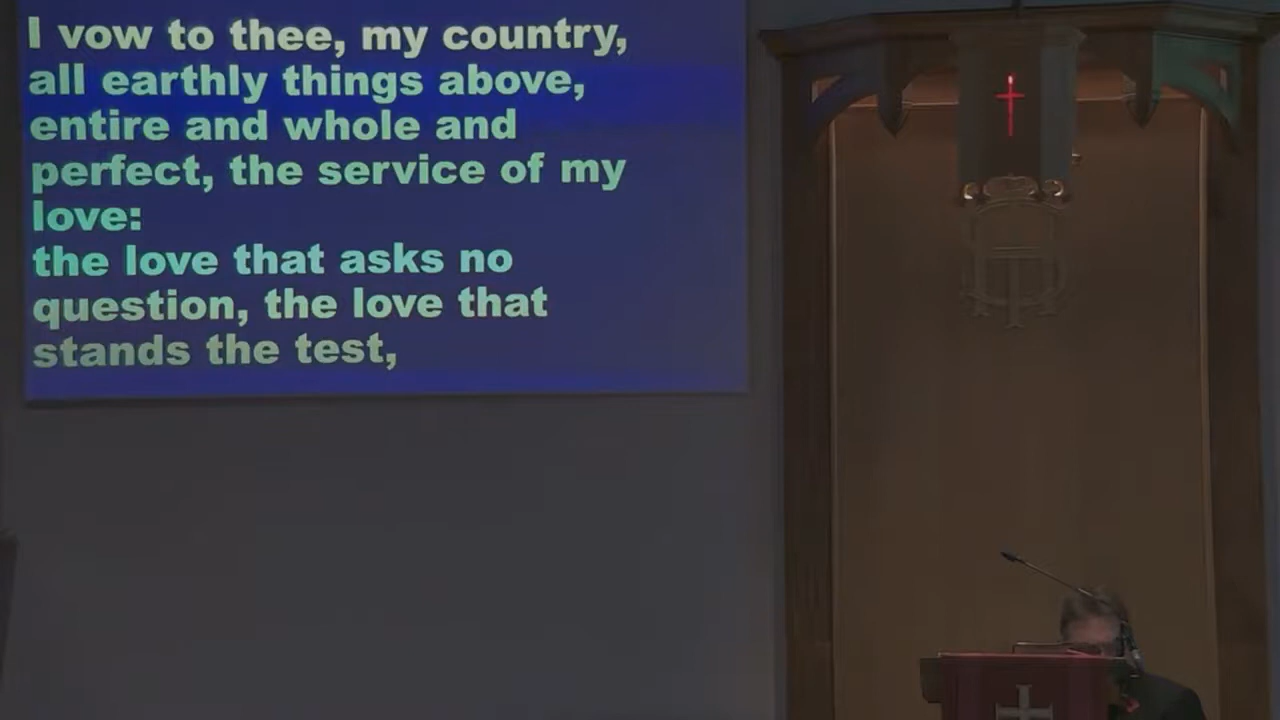 I vow to thee, my country,
all earthly things above,
entire and whole and
perfect, the service of my
love:
the love that asks no
question, the love that
stands the test,